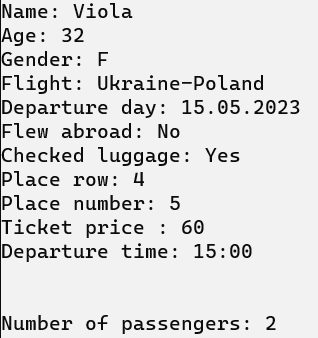 Name: Viola
Age: 32
Gender: F
Flight: Ukraine-Poland
Departure day: 15.05.2023
Flew abroad: No
Checked luggage: Yes
Place row: 4
Place number: 5
Ticket price : 60
Departure time: 15:00
Number of passengers: 2